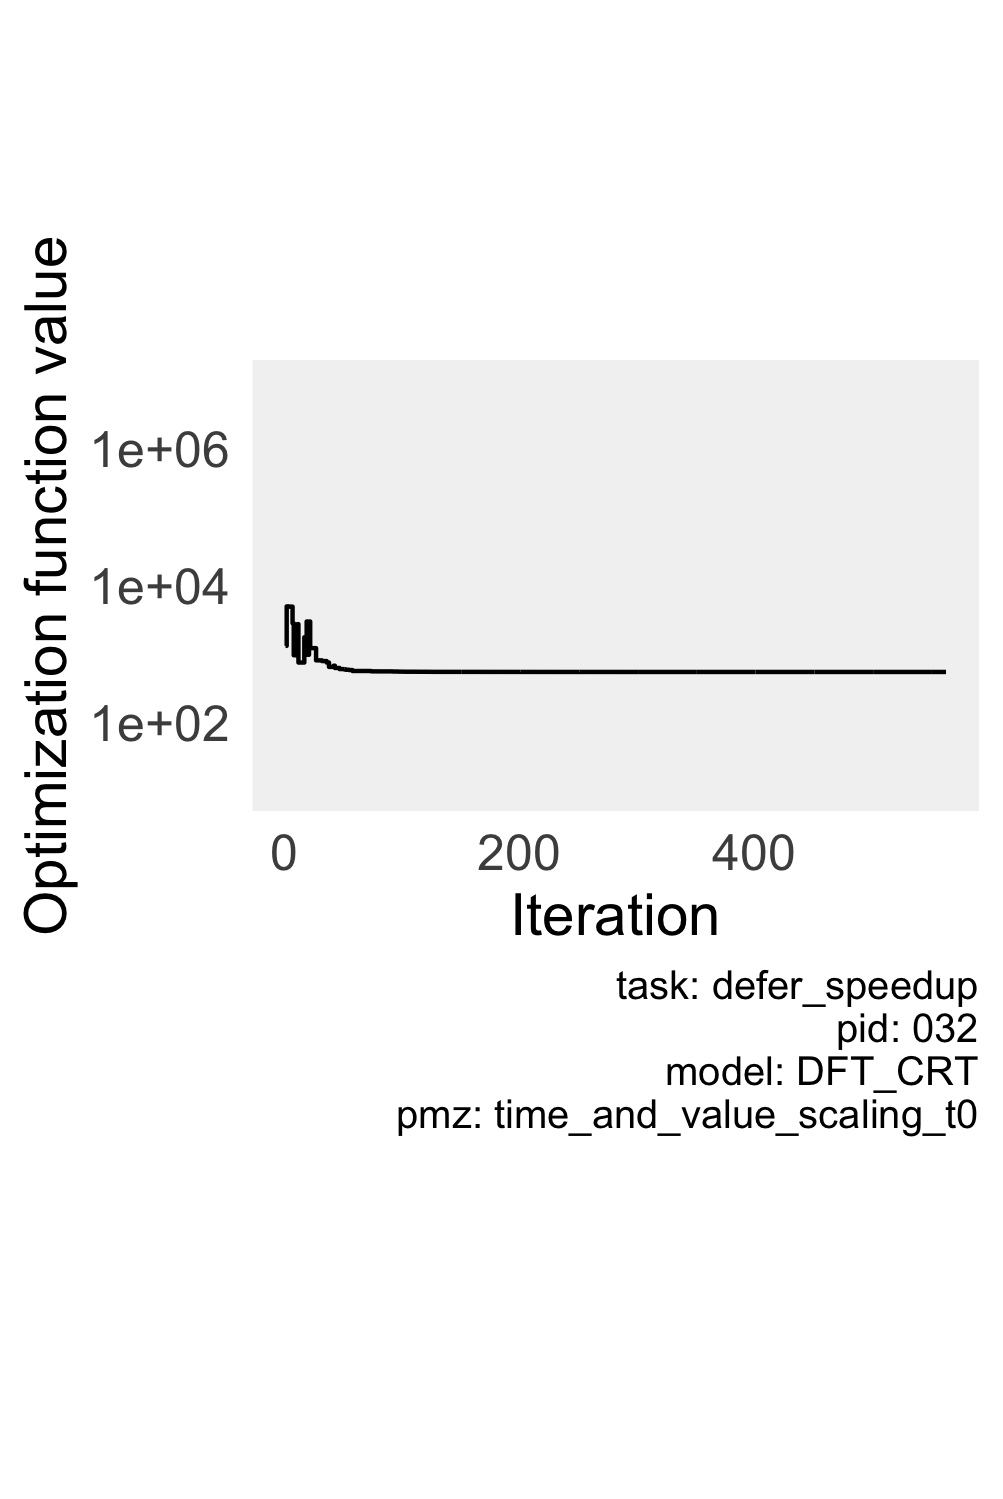 Optimization function value
1e+06
1e+04
1e+02
0 200 400
Iteration
task: defer_speedup
pid: 032
model: DFT_CRT
pmz: time_and_value_scaling_t0